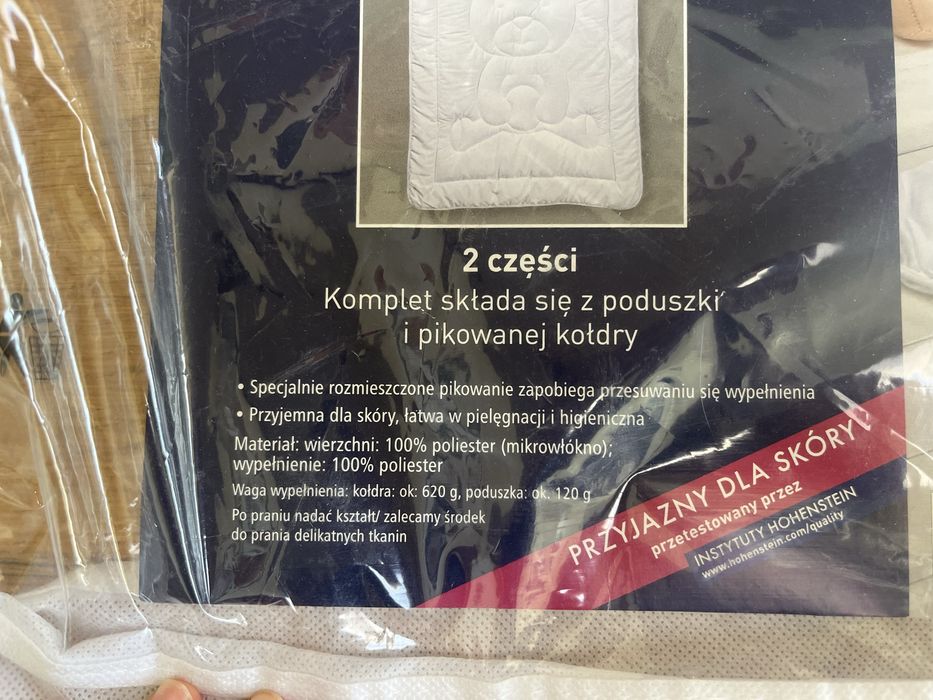 2 części
Komplet składa się z poduszki
i pikowanej kołdry
• Specjalnie rozmieszczone pikowanie zapobiega przesuwaniu się wypełnienia
• Przyjemna dla skóry, łatwa w pielęgnacji i higieniczna
Materiał: wierzchni: 100% poliester (mikrowłókno);
wypełnienie: 100% poliester
Waga wypełnienia: kołdra: ok: 620 g, poduszka: ok. 120 g
Po praniu nadać kształt/ zalecamy środek
do prania delikatnych tkanin
PRZYJAZNY DLA SKÓRY
przetestowany przez
INSTYTUTY HOHENSTEIN
www.hohenstein.com/quality